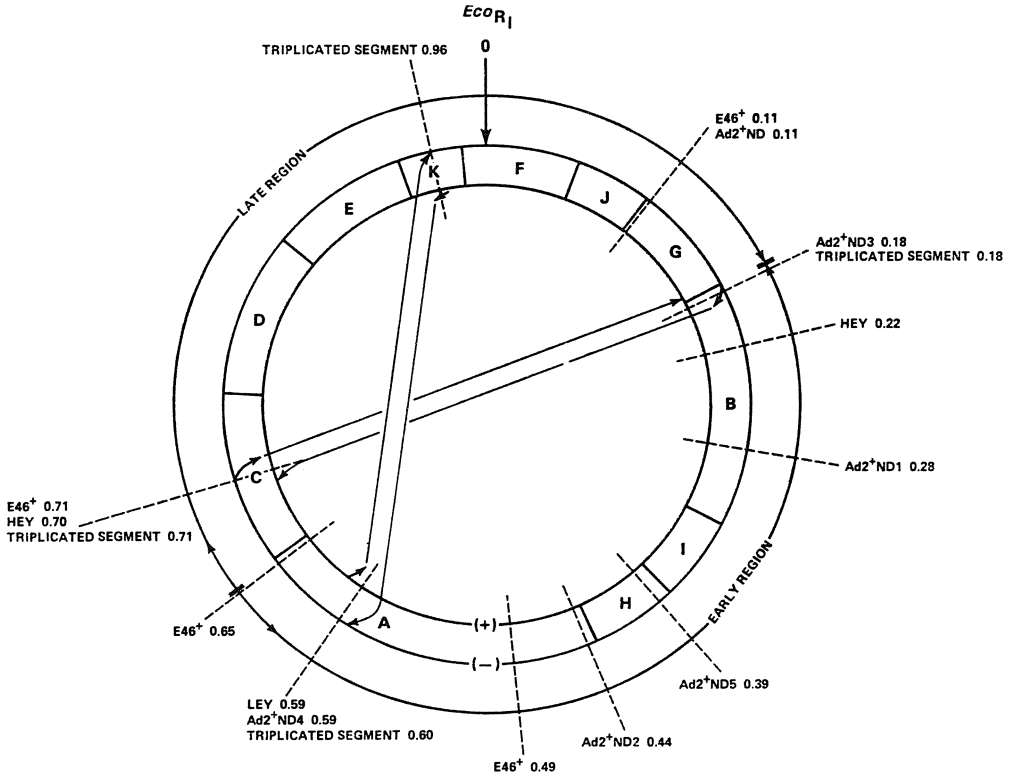 EcoRI
0
TRIPLICATED SEGMENT 0.96
E46+ 0.11
Ad2+ND 0.11
LATE REGION
K
F
J
E
G
Ad2+ND3 0.18
TRIPLICATED SEGMENT 0.18
D
HEY 0.22
B
Ad2+ND1 0.28
C
E46+ 0.71
HEY 0.70
TRIPLICATED SEGMENT 0.71
I
EARLY REGION
H
A
(+)
(—)
E46+ 0.65
Ad2+ND5 0.39
LEY 0.59
Ad2+ND4 0.59
TRIPLICATED SEGMENT 0.60
Ad2+ND2 0.44
E46+ 0.49